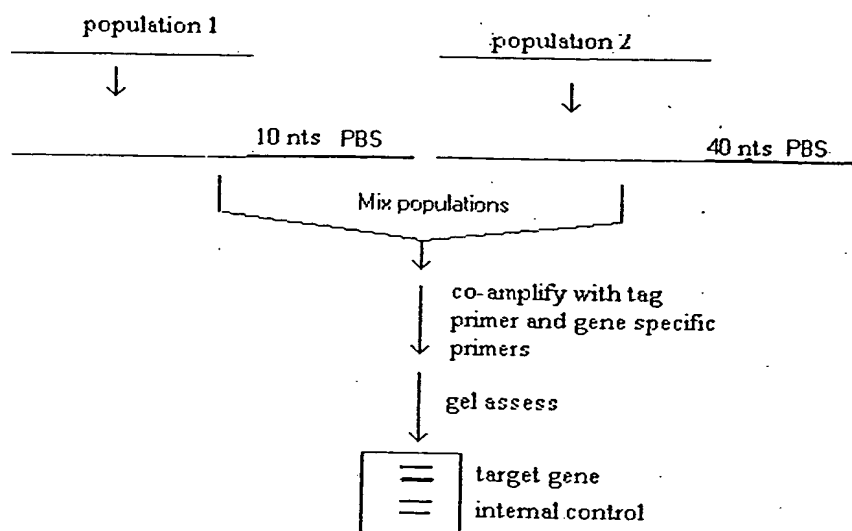 population 1
population 2
10 nts PBS
40 nts PBS
Mix populations
co-amplify with tag
primer and gene specific
primers
gel assess
target gene
internal control